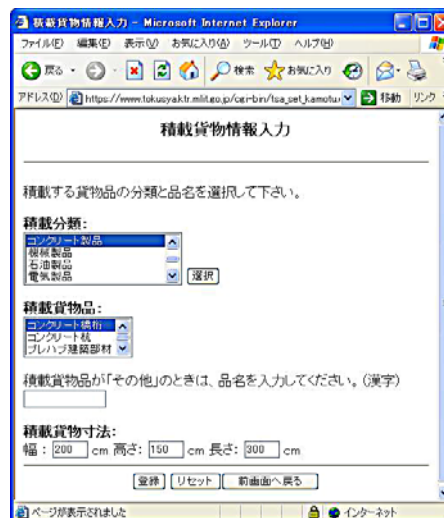 積載貨物情報入力 - Microsoft Internet Explorer
ファイル(F) 編集(E) 表示(V) お気に入り(A) ツール(T) ヘルプ(H)
戻る 検索 お気に入り
アドレス(D) https://www.tokusya.ktr.mlit.go.jp/cgi-bin/tsa_set_kamotu 移動 リンク
積載貨物情報入力
積載する貨物品の分類と品名を選択して下さい。
積載分類:
コンクリート製品
機械製品
石油製品
電気製品
選択
積載貨物品:
コンクリート橋桁
コンクリート杭
プレハブ建築部材
積載貨物品が「その他」のときは、品名を入力してください。(漢字)
積載貨物寸法:
幅: 200 cm 高さ: 150 cm 長さ: 300 cm
登録 リセット 前画面へ戻る
ページが表示されました インターネット